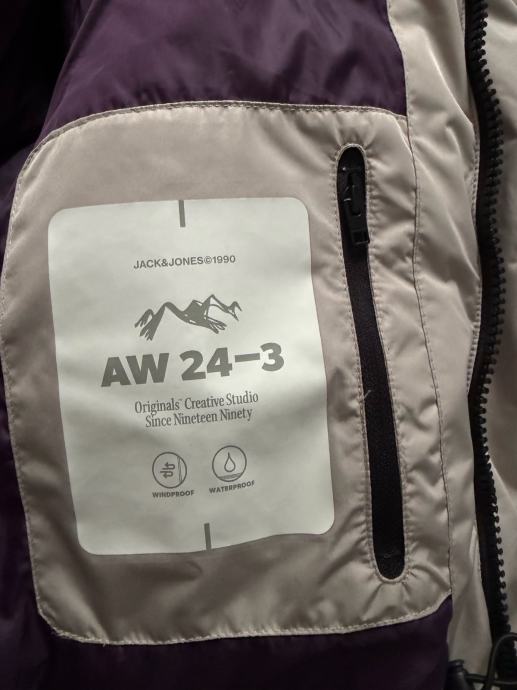 JACK&JONES©1990
AW 24–3
Originals™ Creative Studio
Since Nineteen Ninety
WINDPROOF
WATERPROOF